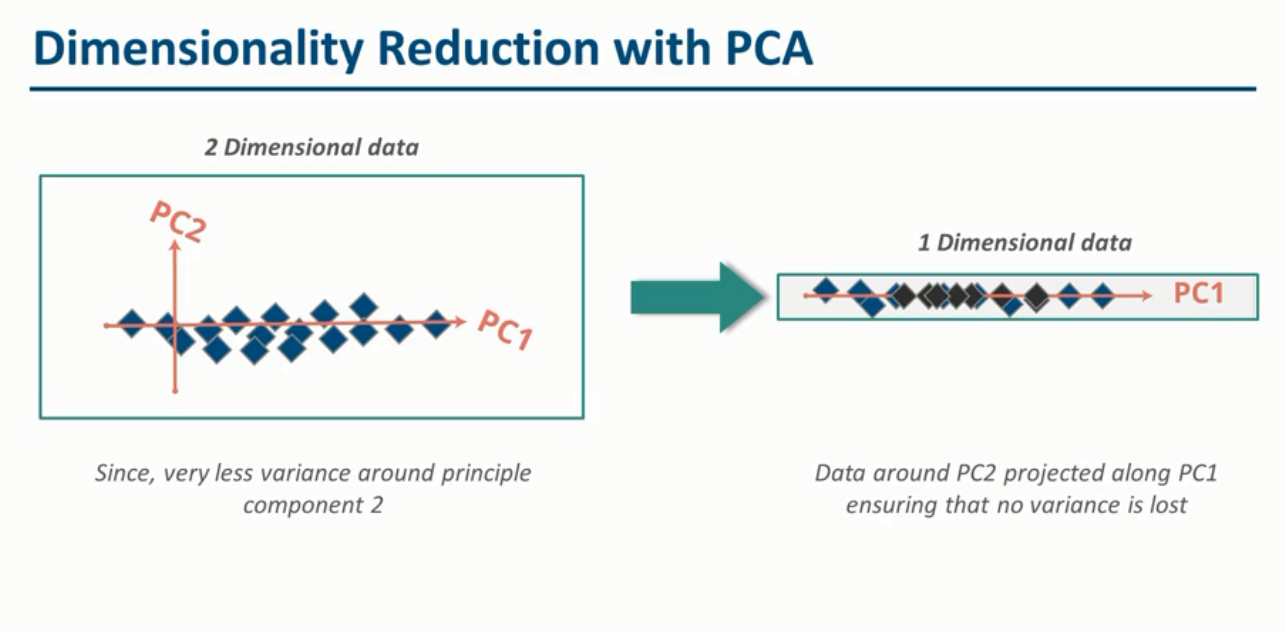 Dimensionality Reduction with PCA
2 Dimensional data
PC2
PC1
Since, very less variance around principle
component 2
1 Dimensional data
PC1
Data around PC2 projected along PC1
ensuring that no variance is lost